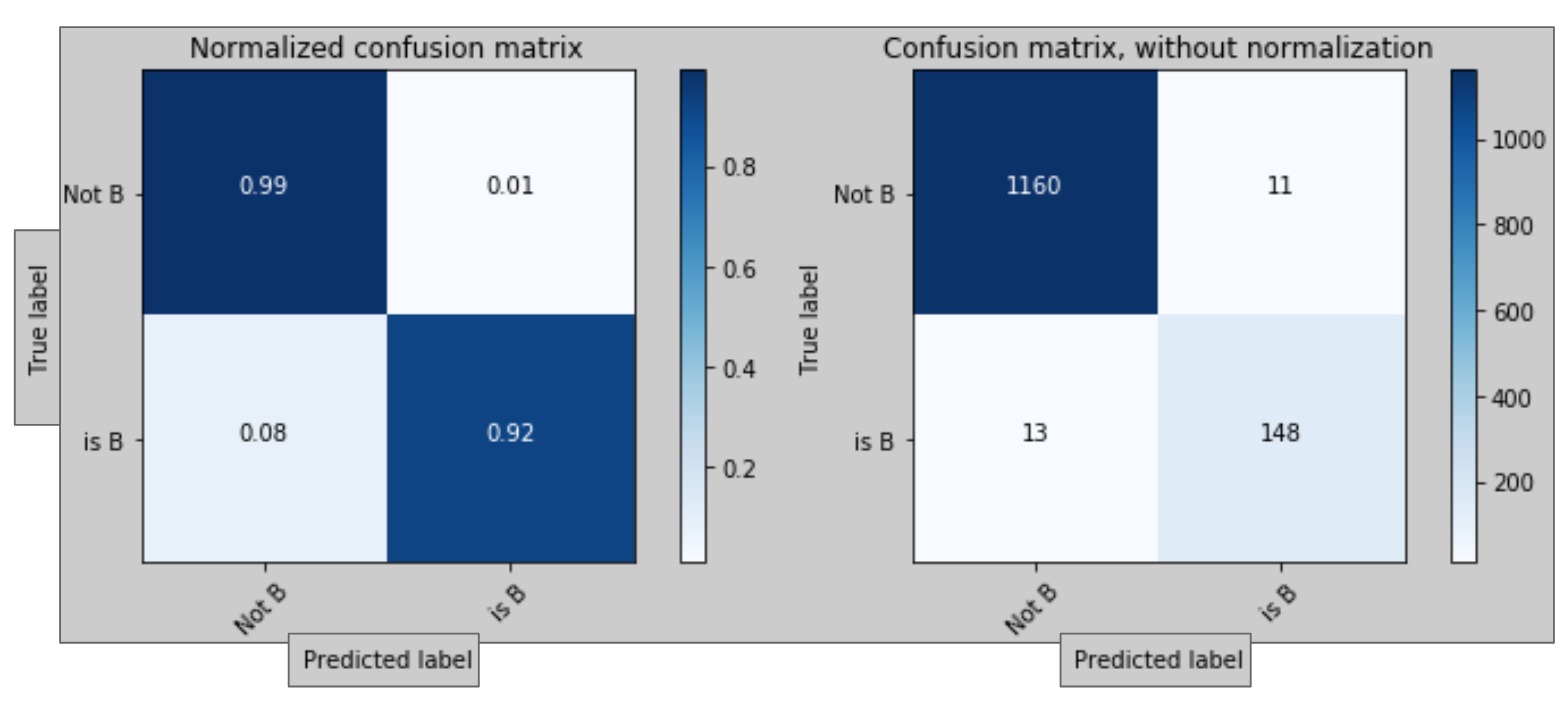 Normalized confusion matrix
Not B
0.99
0.01
0.8
0.6
0.4
0.2
True label
is B
0.08
0.92
Not B
is B
Predicted label
Confusion matrix, without normalization
Not B
1160
11
1000
800
600
400
200
True label
is B
13
148
Not B
is B
Predicted label